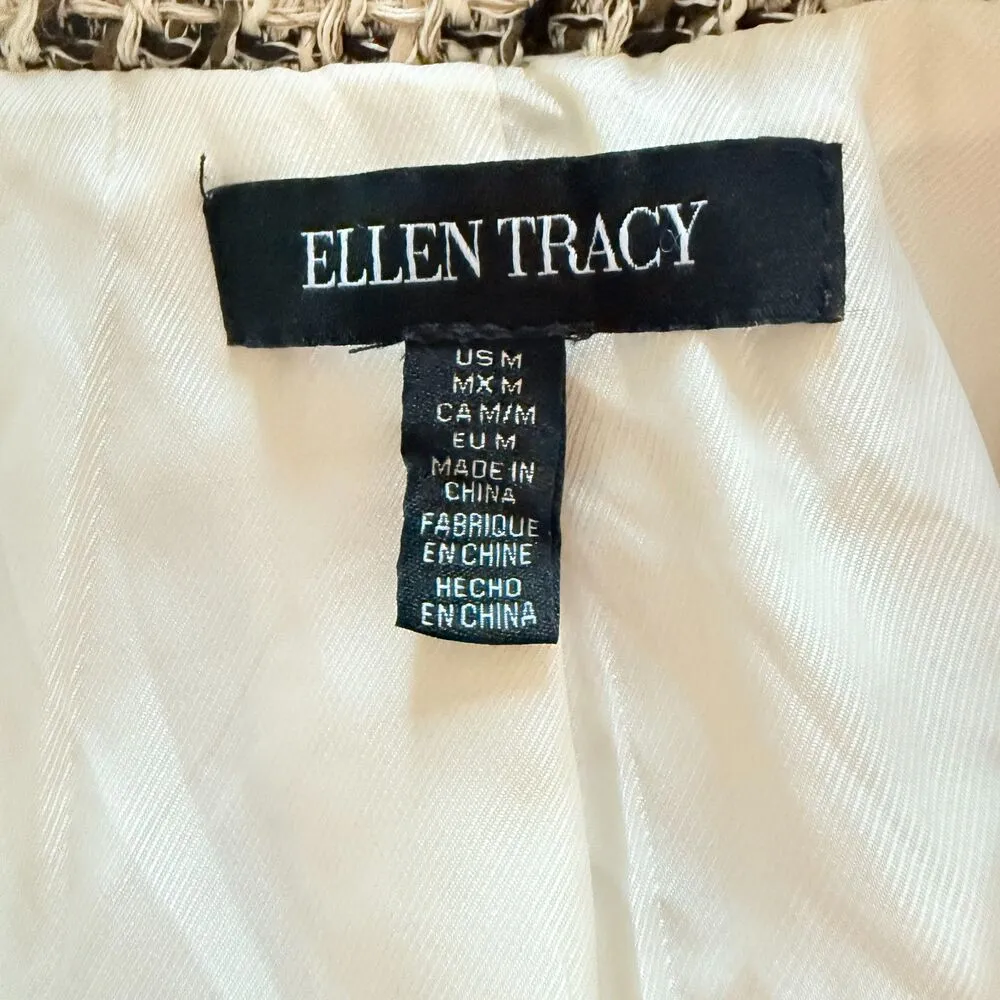 ELLEN TRACY
US M
MX M
CA M/M
EU M
MADE IN
CHINA
FABRIQUE
EN CHINE
HECHO
EN CHINA